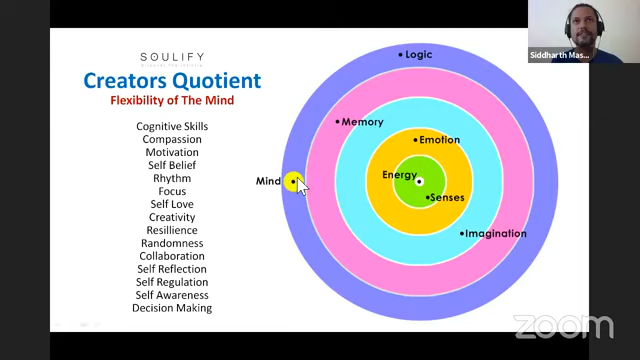 SOULIFY
Creators Quotient
Flexibility of The Mind
Cognitive Skills
Compassion
Motivation
Self Belief
Rhythm
Focus
Self Love
Creativity
Resillience
Randomness
Collaboration
Self Reflection
Self Regulation
Self Awareness
Decision Making
Logic
Memory
Emotion
Mind
Energy
Senses
Imagination
Siddharth Mas...
zoom